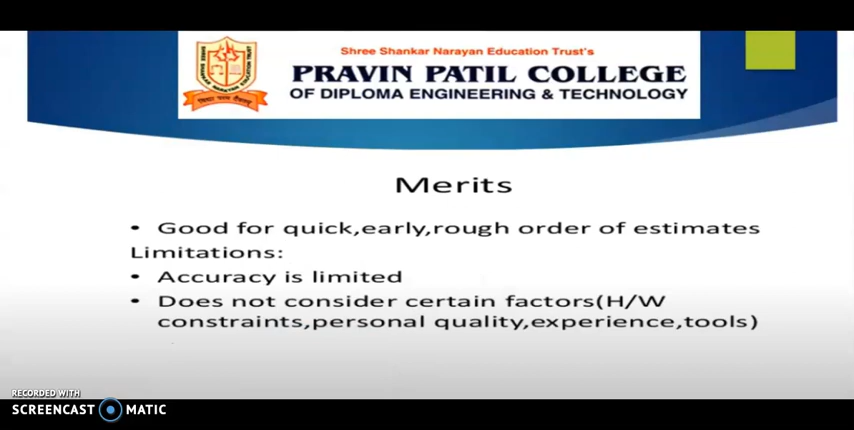 Shree Shankar Narayan Education Trust's
PRAVIN PATIL COLLEGE
OF DIPLOMA ENGINEERING & TECHNOLOGY
Merits
• Good for quick,early,rough order of estimates
Limitations:
• Accuracy is limited
• Does not consider certain factors(H/W
constraints,personal quality,experience,tools)
RECORDED WITH
SCREENCAST MATIC